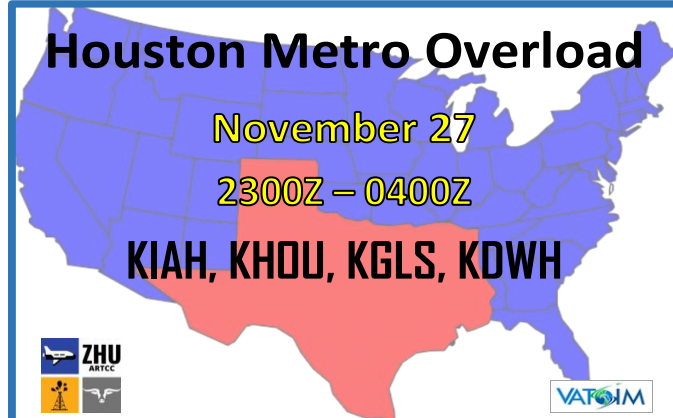 Houston Metro Overload
November 27
2300Z – 0400Z
KIAH, KHOU, KGLS, KDWH
ZHU
ARTCC
VATSIM